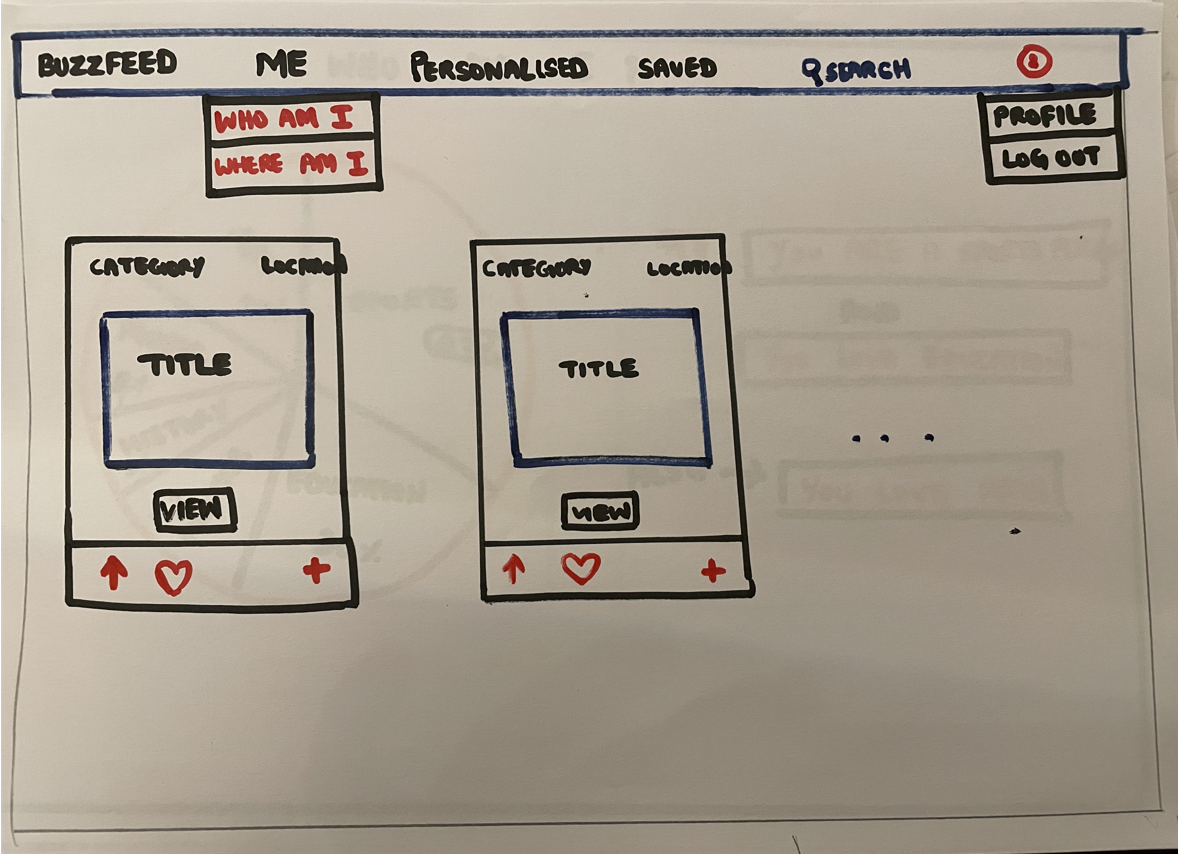 BUZZFEED ME PERSONALISED SAVED SEARCH
WHO AM I
WHERE AM I
PROFILE
LOG OUT
CATEGORY LOCATION
TITLE
VIEW
CATEGORY LOCATION
TITLE
VIEW
...